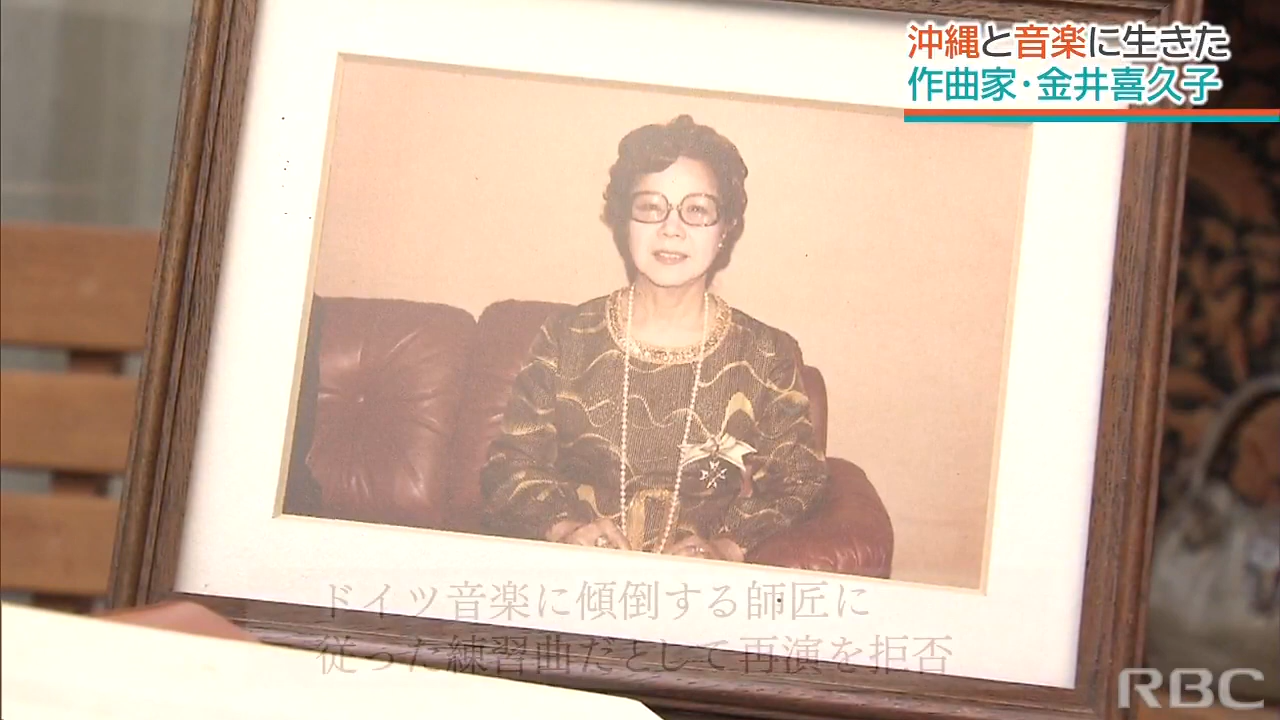 沖縄と音楽に生きた
作曲家・金井喜久子
ドイツ音楽に傾倒する師匠に
従った練習曲だとして再演を拒否
RBC